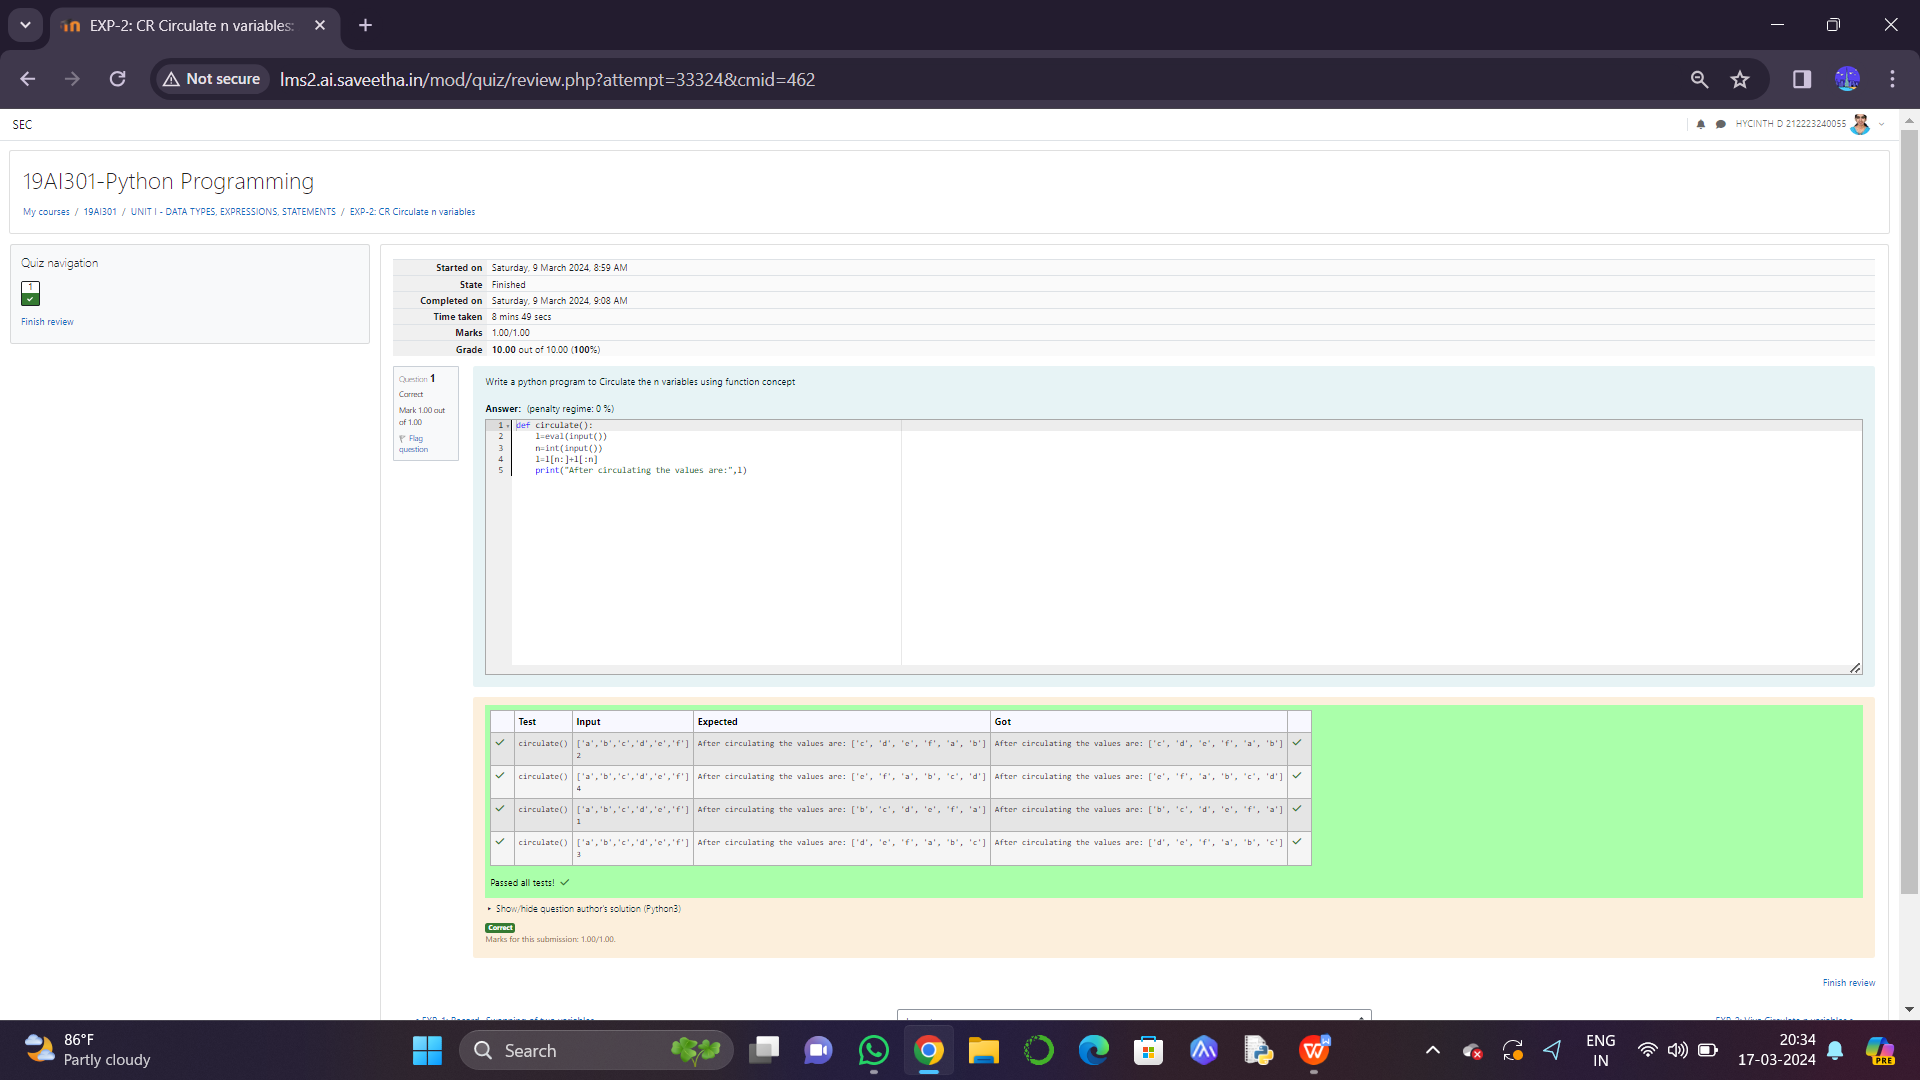 EXP-2: CR Circulate n variables:
Not secure
lms2.ai.saveetha.in/mod/quiz/review.php?attempt=33324&cmid=462
SEC
HYCINTH D 212223240055
19AI301-Python Programming
My courses / 19AI301 / UNIT I - DATA TYPES, EXPRESSIONS, STATEMENTS / EXP-2: CR Circulate n variables
Quiz navigation
1
Finish review
Started on Saturday, 9 March 2024, 8:59 AM
State Finished
Completed on Saturday, 9 March 2024, 9:08 AM
Time taken 8 mins 49 secs
Marks 1.00/1.00
Grade 10.00 out of 10.00 (100%)
Question 1
Correct
Mark 1.00 out
of 1.00
Flag
question
Write a python program to Circulate the n variables using function concept
Answer: (penalty regime: 0 %)
1 def circulate():
2 l=eval(input())
3 n=int(input())
4 l=l[n:]+l[:n]
5 print("After circulating the values are:",l)
Test Input Expected Got
circulate() ['a','b','c','d','e','f'] After circulating the values are: ['c', 'd', 'e', 'f', 'a', 'b'] After circulating the values are: ['c', 'd', 'e', 'f', 'a', 'b']
2
circulate() ['a','b','c','d','e','f'] After circulating the values are: ['e', 'f', 'a', 'b', 'c', 'd'] After circulating the values are: ['e', 'f', 'a', 'b', 'c', 'd']
4
circulate() ['a','b','c','d','e','f'] After circulating the values are: ['b', 'c', 'd', 'e', 'f', 'a'] After circulating the values are: ['b', 'c', 'd', 'e', 'f', 'a']
1
circulate() ['a','b','c','d','e','f'] After circulating the values are: ['d', 'e', 'f', 'a', 'b', 'c'] After circulating the values are: ['d', 'e', 'f', 'a', 'b', 'c']
3
Passed all tests!
Show/hide question author's solution (Python3)
Correct
Marks for this submission: 1.00/1.00.
Finish review
86°F
Partly cloudy
Search
ENG
IN
20:34
17-03-2024
PRE